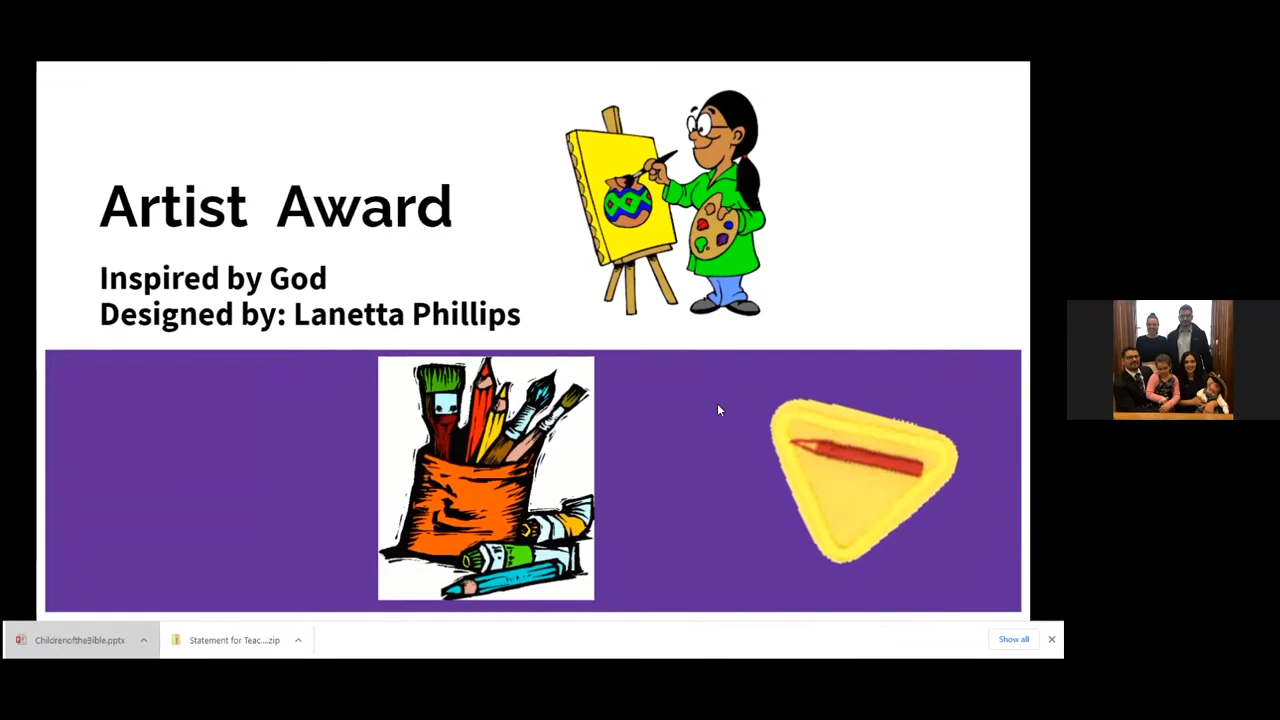 Artist Award
Inspired by God
Designed by: Lanetta Phillips
ChildrenoftheBible.pptx
Statement for Teac....zip
Show all